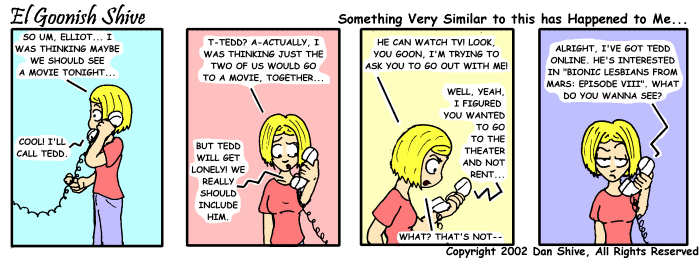 El Goonish Shive
Something Very Similar to this has Happened to Me...
SO UM, ELLIOT... I
WAS THINKING MAYBE
WE SHOULD SEE
A MOVIE TONIGHT...
COOL! I'LL
CALL TEDD.
T-TEDD? A-ACTUALLY, I
WAS THINKING JUST THE
TWO OF US WOULD GO
TO A MOVIE, TOGETHER...
BUT TEDD
WILL GET
LONELY! WE
REALLY
SHOULD
INCLUDE
HIM.
HE CAN WATCH TV! LOOK,
YOU GOON, I'M TRYING TO
ASK YOU TO GO OUT WITH ME!
WELL, YEAH,
I FIGURED
YOU WANTED
TO GO
TO THE
THEATER
AND NOT
RENT...
WHAT? THAT'S NOT--
ALRIGHT, I'VE GOT TEDD
ONLINE. HE'S INTERESTED
IN "BIONIC LESBIANS FROM
MARS: EPISODE VIII". WHAT
DO YOU WANNA SEE?
Copyright 2002 Dan Shive, All Rights Reserved